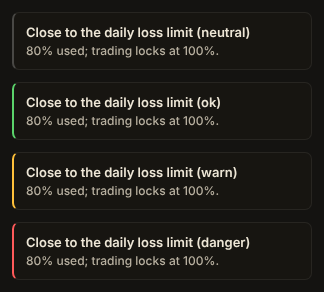 Close to the daily loss limit (neutral)
80% used; trading locks at 100%.
Close to the daily loss limit (ok)
80% used; trading locks at 100%.
Close to the daily loss limit (warn)
80% used; trading locks at 100%.
Close to the daily loss limit (danger)
80% used; trading locks at 100%.